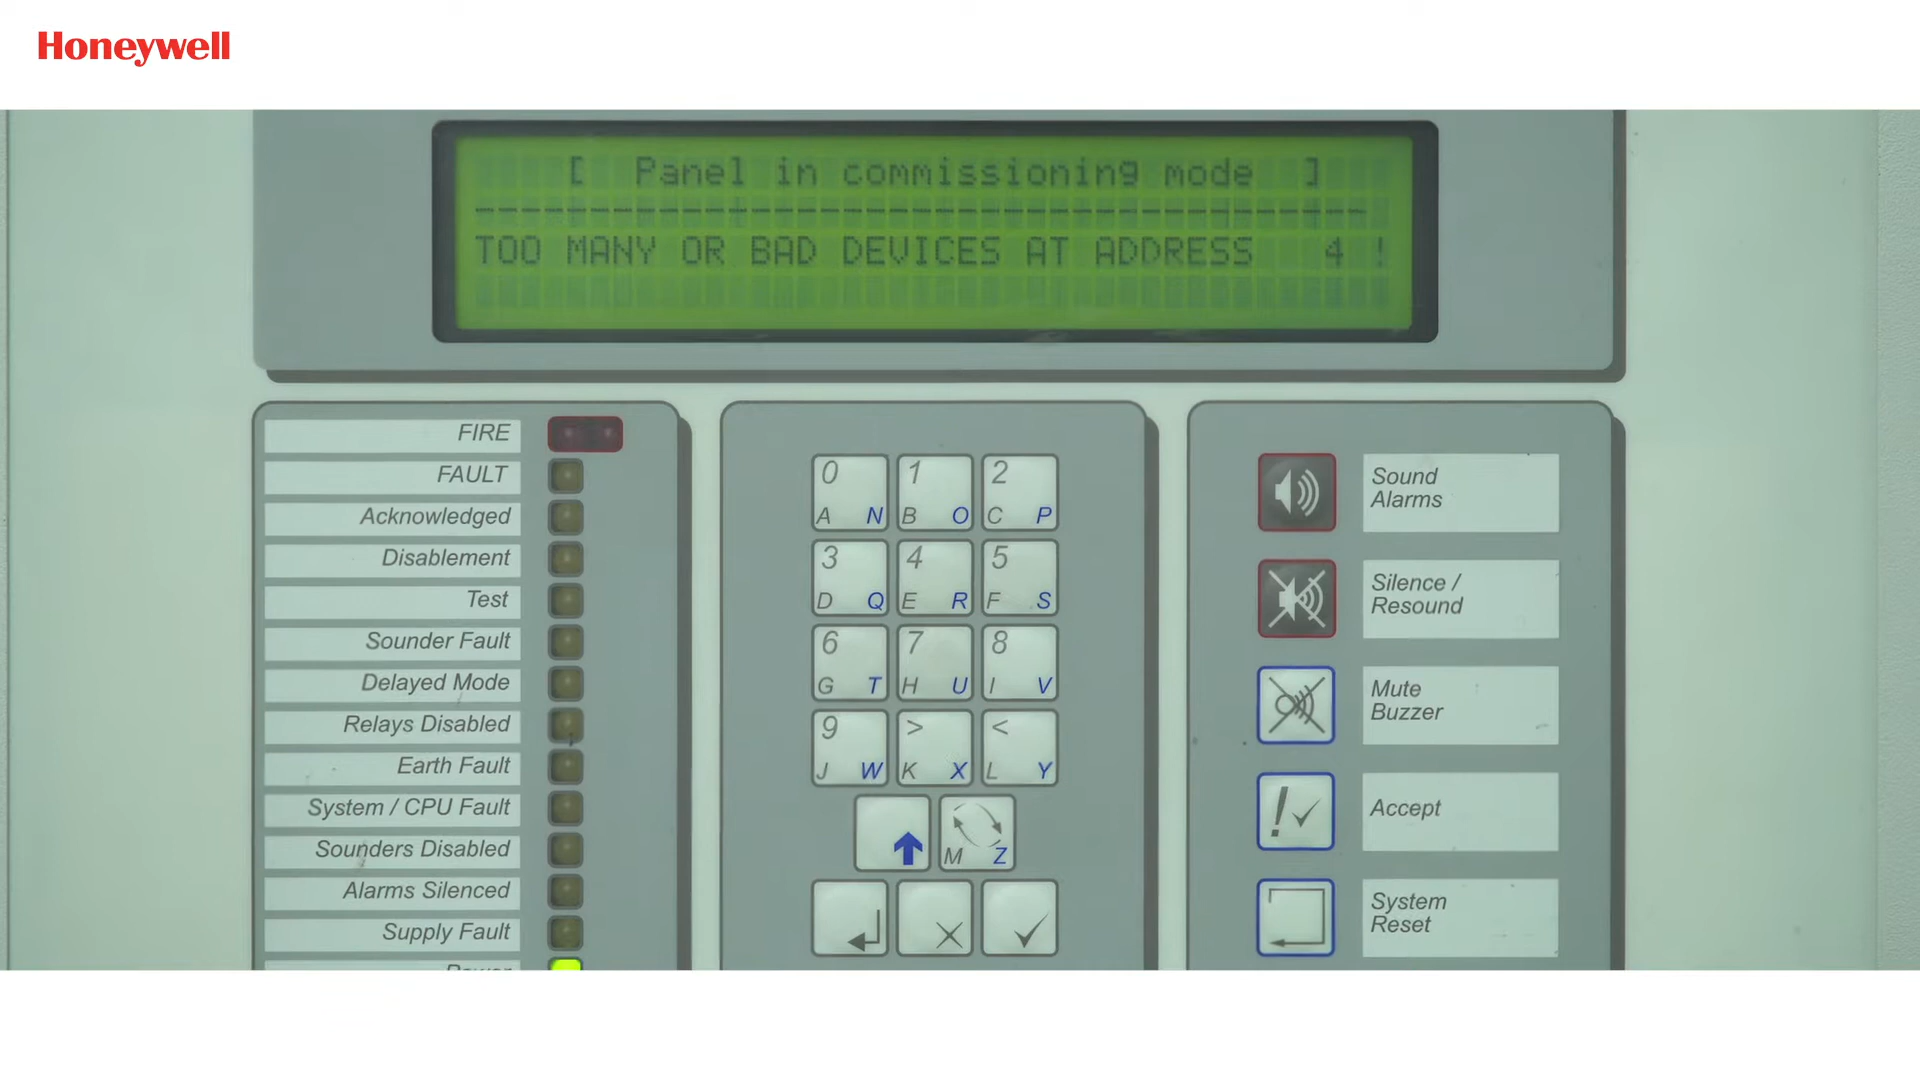 Honeywell
[ Panel in commissioning mode ]
----------------------------------------
TOO MANY OR BAD DEVICES AT ADDRESS 4 !
FIRE
FAULT
Acknowledged
Disablement
Test
Sounder Fault
Delayed Mode
Relays Disabled
Earth Fault
System / CPU Fault
Sounders Disabled
Alarms Silenced
Supply Fault
0
A N
1
B O
2
C P
3
D Q
4
E R
5
F S
6
G T
7
H U
8
I V
9
J W
>
K X
<
L Y
M Z
Sound
Alarms
Silence /
Resound
Mute
Buzzer
Accept
System
Reset